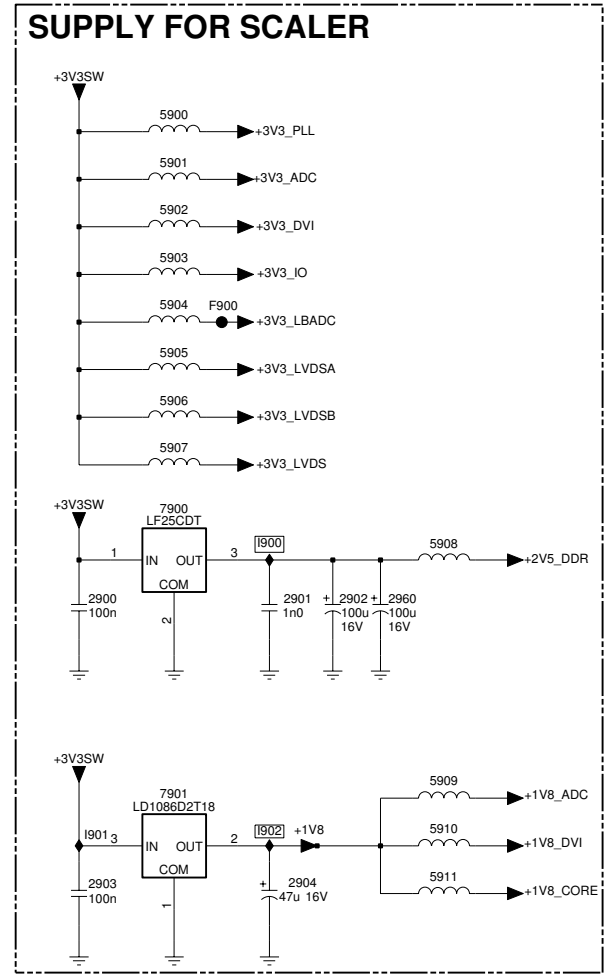 SUPPLY FOR SCALER
+3V3SW
5900
+3V3_PLL
5901
+3V3_ADC
5902
+3V3_DVI
5903
+3V3_IO
5904
F900
+3V3_LBADC
5905
+3V3_LVDSA
5906
+3V3_LVDSB
5907
+3V3_LVDS
+3V3SW
7900
LF25CDT
1
IN
OUT
COM
3
I900
5908
+2V5_DDR
2
2900
100n
2901
1n0
+
2902
100u
16V
+
2960
100u
16V
+3V3SW
7901
LD1086D2T18
I901
3
IN
OUT
COM
2
I902
+1V8
1
2903
100n
+
2904
47u 16V
5909
+1V8_ADC
5910
+1V8_DVI
5911
+1V8_CORE